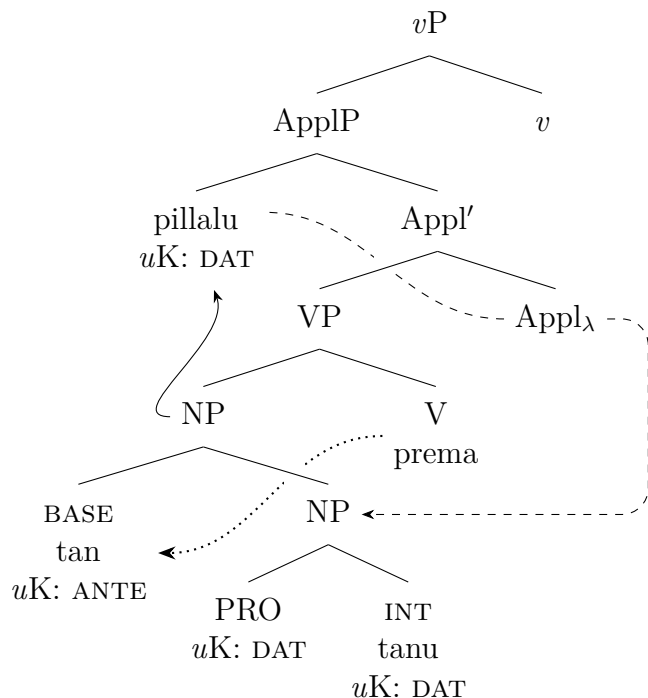 vP
ApplP v
pillalu Appl′
uK: DAT
VP Applλ
NP V
prema
BASE NP
tan
uK: ANTE
PRO INT
uK: DAT tanu
uK: DAT